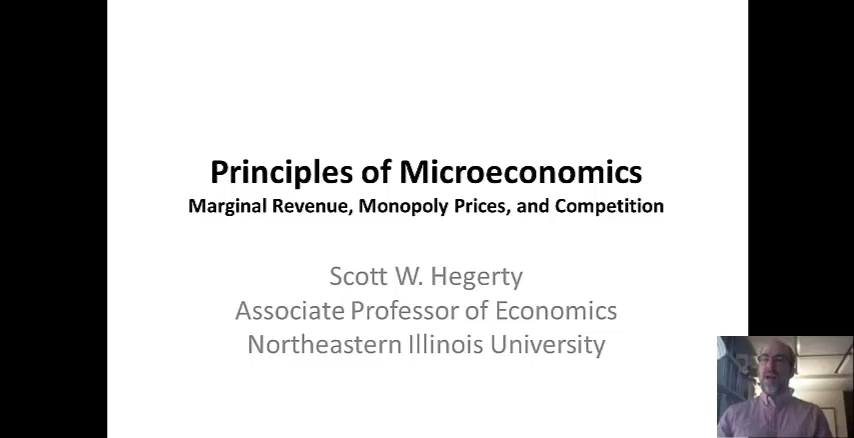 Principles of Microeconomics
Marginal Revenue, Monopoly Prices, and Competition
Scott W. Hegerty
Associate Professor of Economics
Northeastern Illinois University